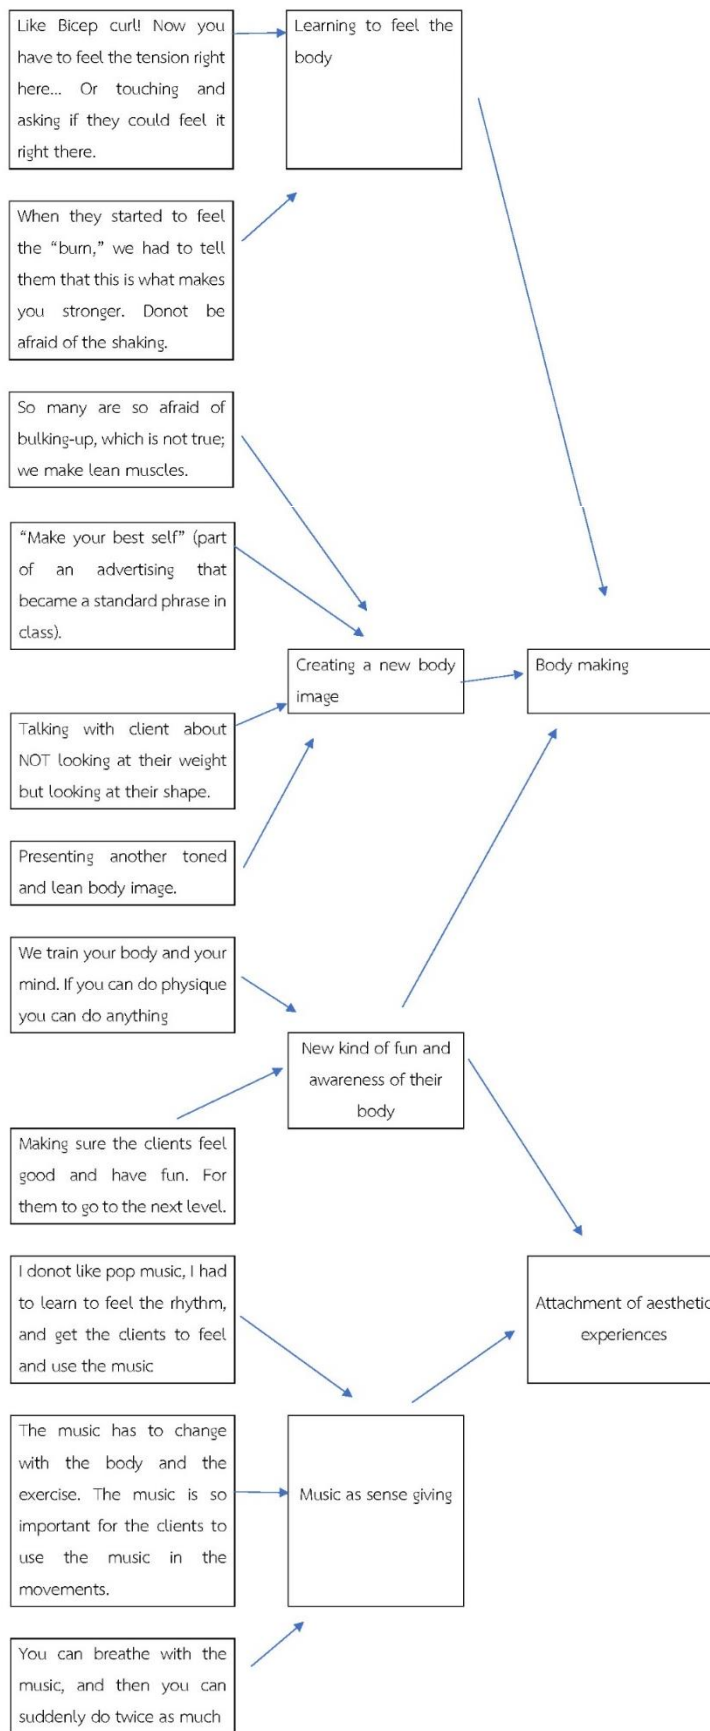 Like Bicep curl! Now you
have to feel the tension right
here... Or touching and
asking if they could feel it
right there.
Learning to feel the
body
When they started to feel
the “burn,” we had to tell
them that this is what makes
you stronger. Donot be
afraid of the shaking.
So many are so afraid of
bulking-up, which is not true;
we make lean muscles.
“Make your best self” (part
of an advertising that
became a standard phrase in
class).
Creating a new body
image
Body making
Talking with client about
NOT looking at their weight
but looking at their shape.
Presenting another toned
and lean body image.
We train your body and your
mind. If you can do physique
you can do anything
New kind of fun and
awareness of their
body
Making sure the clients feel
good and have fun. For
them to go to the next level.
I donot like pop music, I had
to learn to feel the rhythm,
and get the clients to feel
and use the music
Attachment of aesthetic
experiences
The music has to change
with the body and the
exercise. The music is so
important for the clients to
use the music in the
movements.
Music as sense giving
You can breathe with the
music, and then you can
suddenly do twice as much